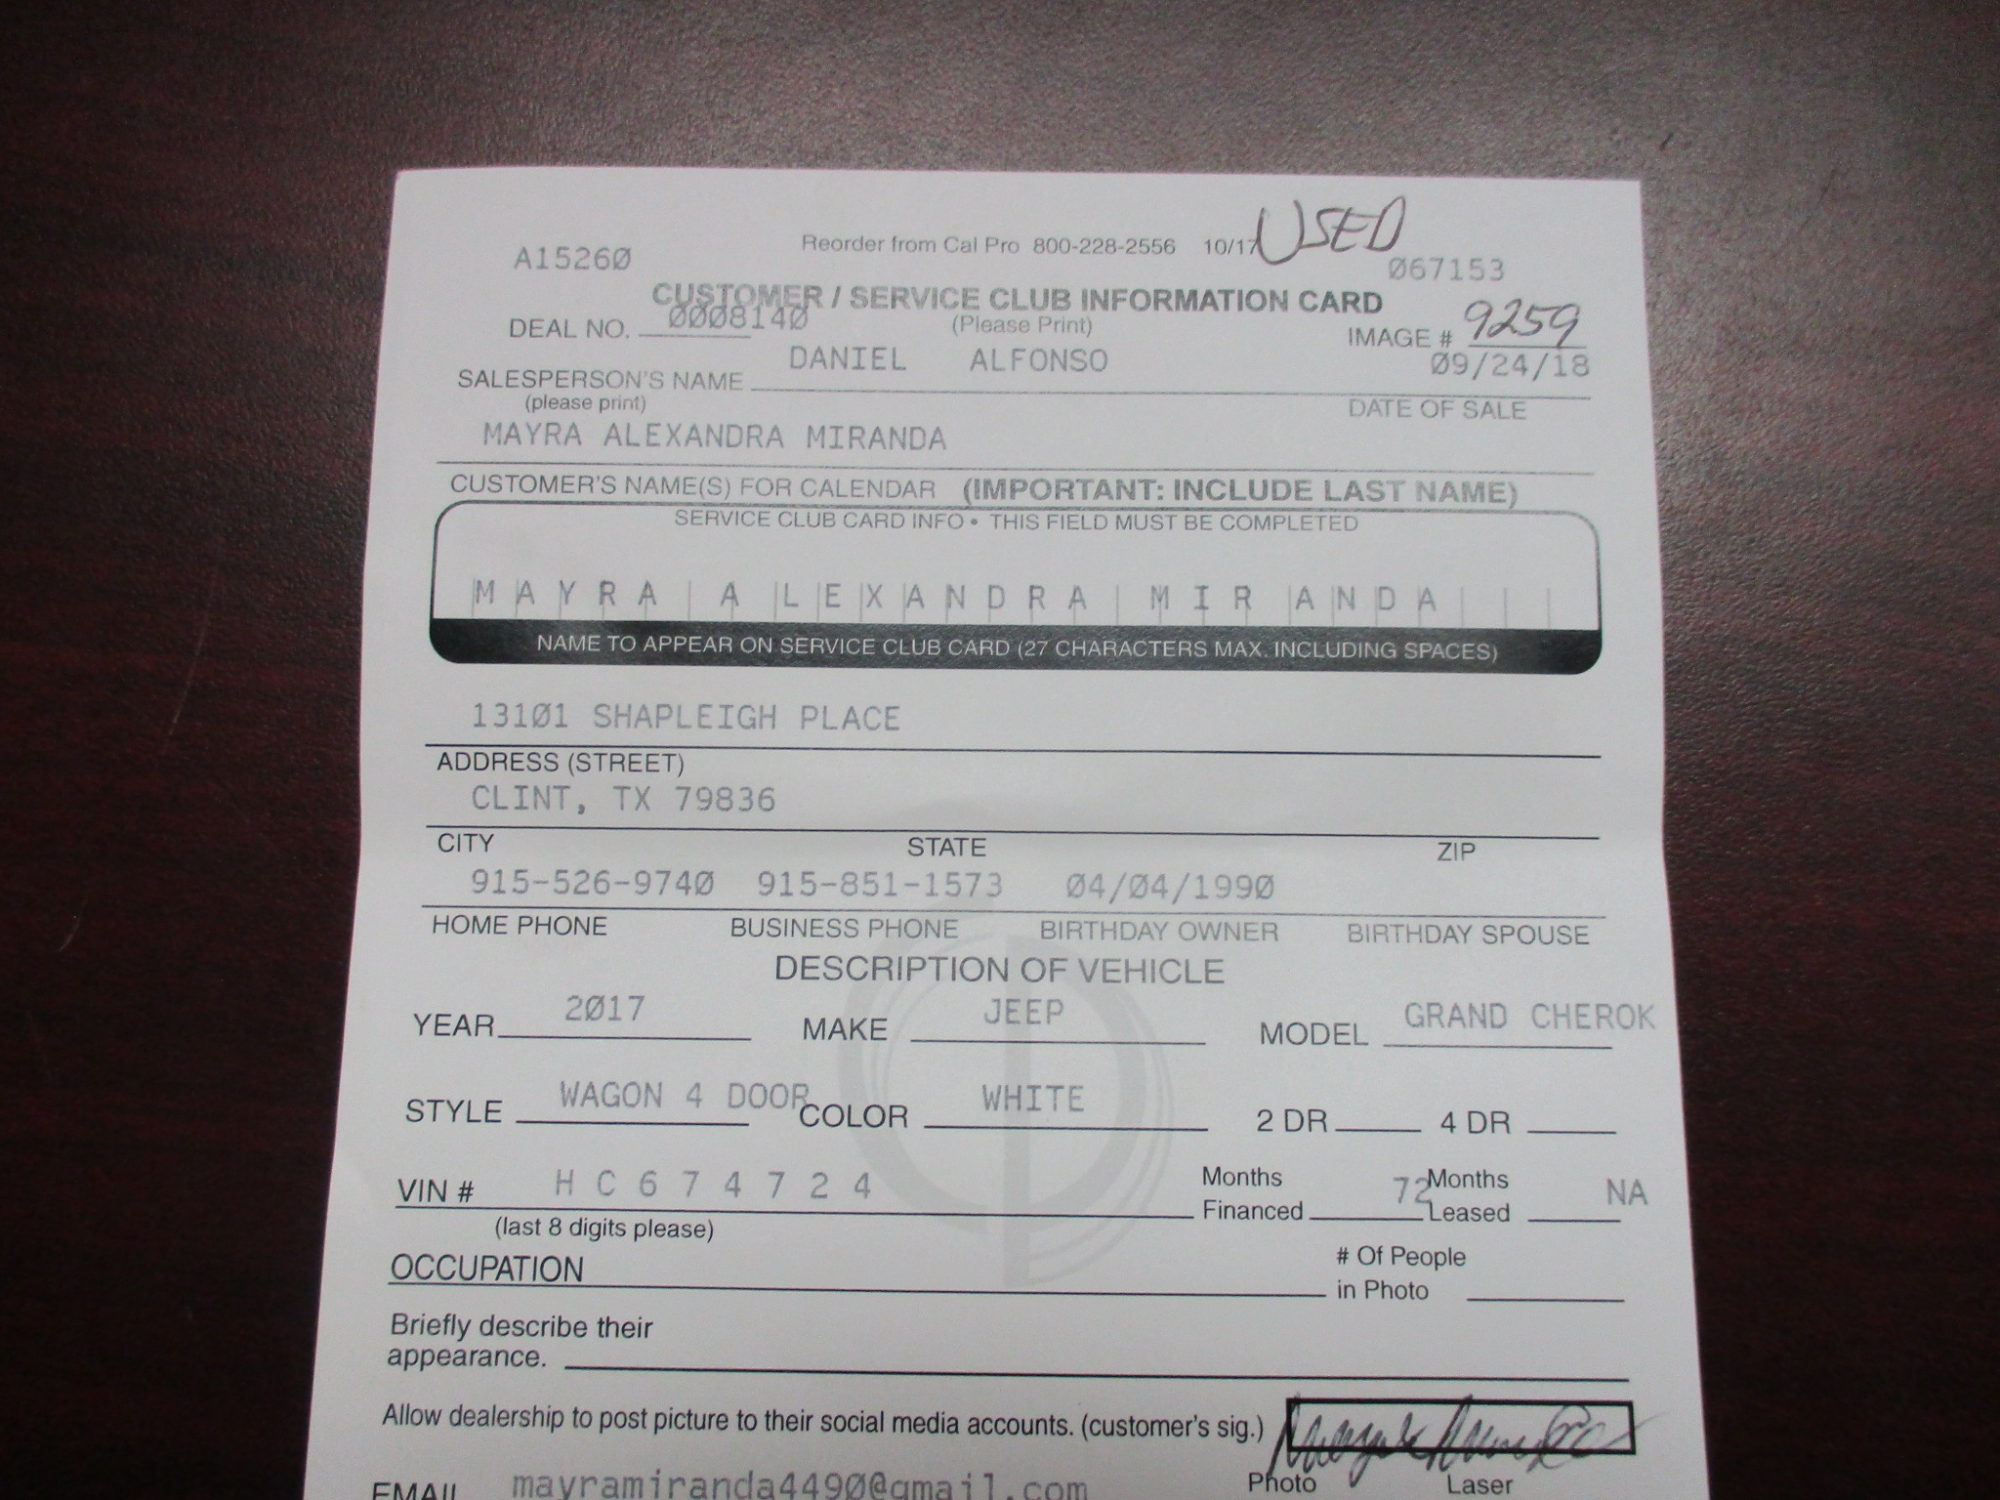 A15260 Reorder from Cal Pro 800-228-2556 10/17 USED 067153
CUSTOMER / SERVICE CLUB INFORMATION CARD
DEAL NO. 0008140 (Please Print) IMAGE # 9259
SALESPERSON'S NAME DANIEL ALFONSO 09/24/18
(please print) DATE OF SALE
MAYRA ALEXANDRA MIRANDA
CUSTOMER'S NAME(S) FOR CALENDAR (IMPORTANT: INCLUDE LAST NAME)
SERVICE CLUB CARD INFO • THIS FIELD MUST BE COMPLETED
MAYRA ALEXANDRA MIRANDA
NAME TO APPEAR ON SERVICE CLUB CARD (27 CHARACTERS MAX. INCLUDING SPACES)
13101 SHAPLEIGH PLACE
ADDRESS (STREET)
CLINT, TX 79836
CITY STATE ZIP
915-526-9740 915-851-1573 04/04/1990
HOME PHONE BUSINESS PHONE BIRTHDAY OWNER BIRTHDAY SPOUSE
DESCRIPTION OF VEHICLE
YEAR 2017 MAKE JEEP MODEL GRAND CHEROK
STYLE WAGON 4 DOOR COLOR WHITE 2 DR 4 DR
VIN # HC674724 Months Financed 72 Months Leased NA
(last 8 digits please)
OCCUPATION # Of People in Photo
Briefly describe their
appearance.
Allow dealership to post picture to their social media accounts. (customer's sig.)
Photo Laser
EMAIL mayramiranda4490@gmail.com